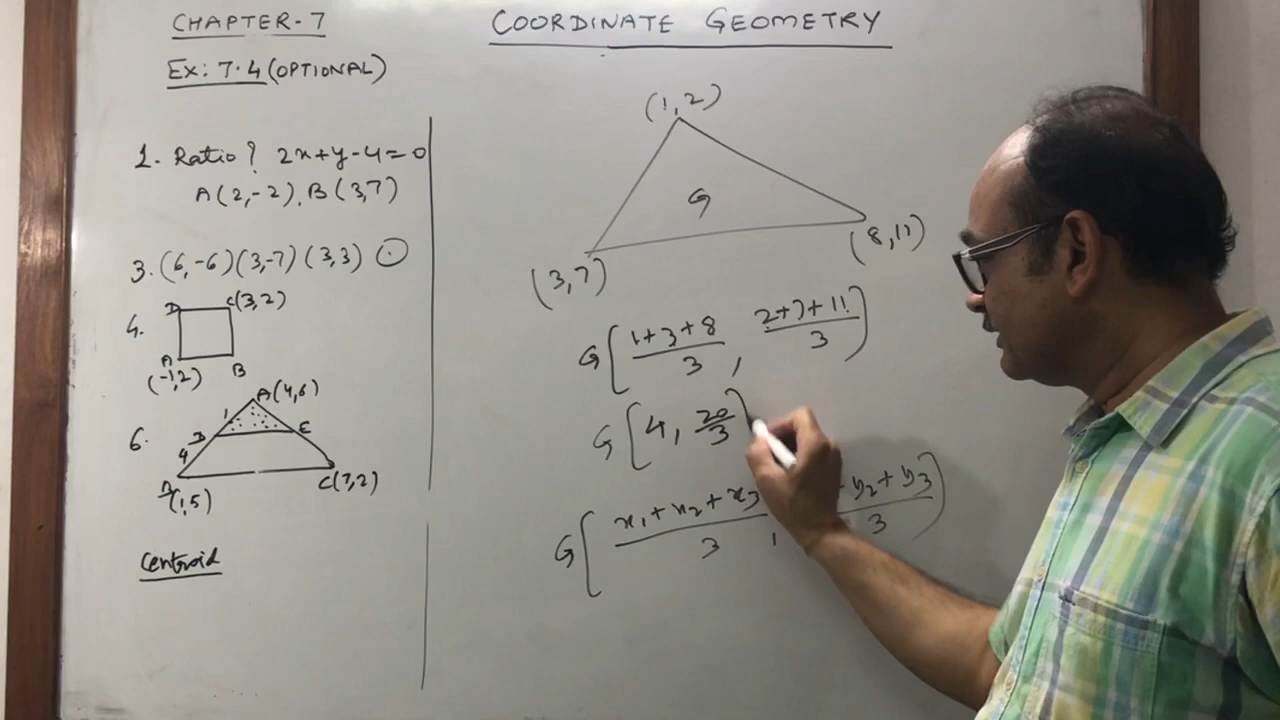 CHAPTER-7
Ex: 7.4 (OPTIONAL)
1. Ratio? 2x+y-4=0
A(2,-2), B(3,7)
3. (6,-6) (3,-7) (3,3)
4.
D C(3,2)
A B
(-1,2)
6.
A(4,6)
1
D E
4
(1,5) C(7,2)
Centroid
COORDINATE GEOMETRY
(1,2)
G
(3,7) (8,11)
G[1+3+8/3, 2+7+11/3)
G[4, 20/3]
G[x₁+x₂+x₃/3, +y₂+y₃/3)